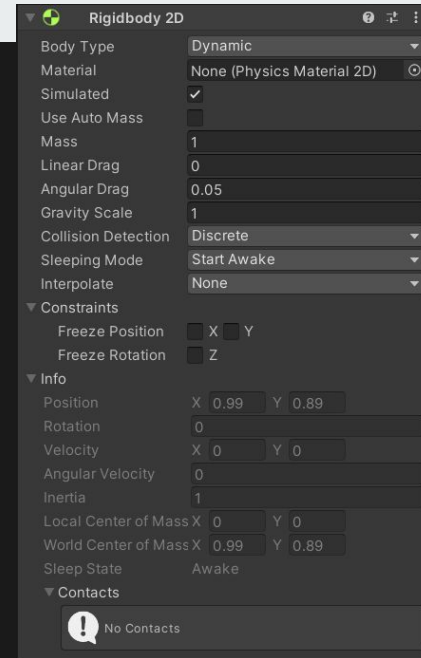 Rigidbody 2D
Body Type Dynamic
Material None (Physics Material 2D)
Simulated
Use Auto Mass
Mass 1
Linear Drag 0
Angular Drag 0.05
Gravity Scale 1
Collision Detection Discrete
Sleeping Mode Start Awake
Interpolate None
Constraints
Freeze Position X Y
Freeze Rotation Z
Info
Position X 0.99 Y 0.89
Rotation 0
Velocity X 0 Y 0
Angular Velocity 0
Inertia 1
Local Center of Mass X 0 Y 0
World Center of Mass X 0.99 Y 0.89
Sleep State Awake
Contacts
No Contacts